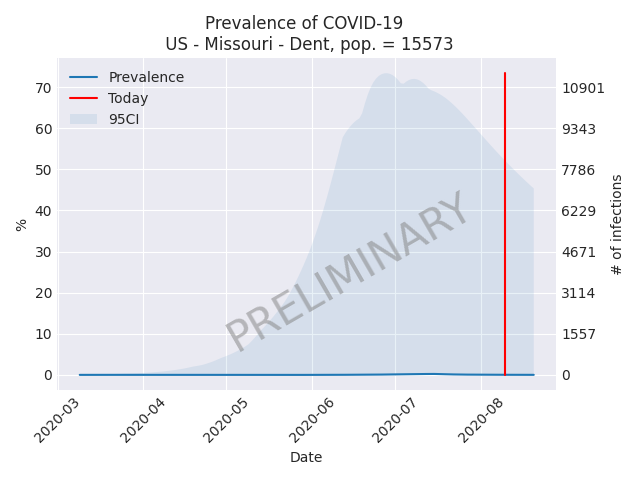 Prevalence of COVID-19
US - Missouri - Dent, pop. = 15573
Prevalence
Today
95CI
70
60
50
40
30
20
10
0
%
10901
9343
7786
6229
4671
3114
1557
0
# of infections
PRELIMINARY
2020-03
2020-04
2020-05
2020-06
2020-07
2020-08
Date